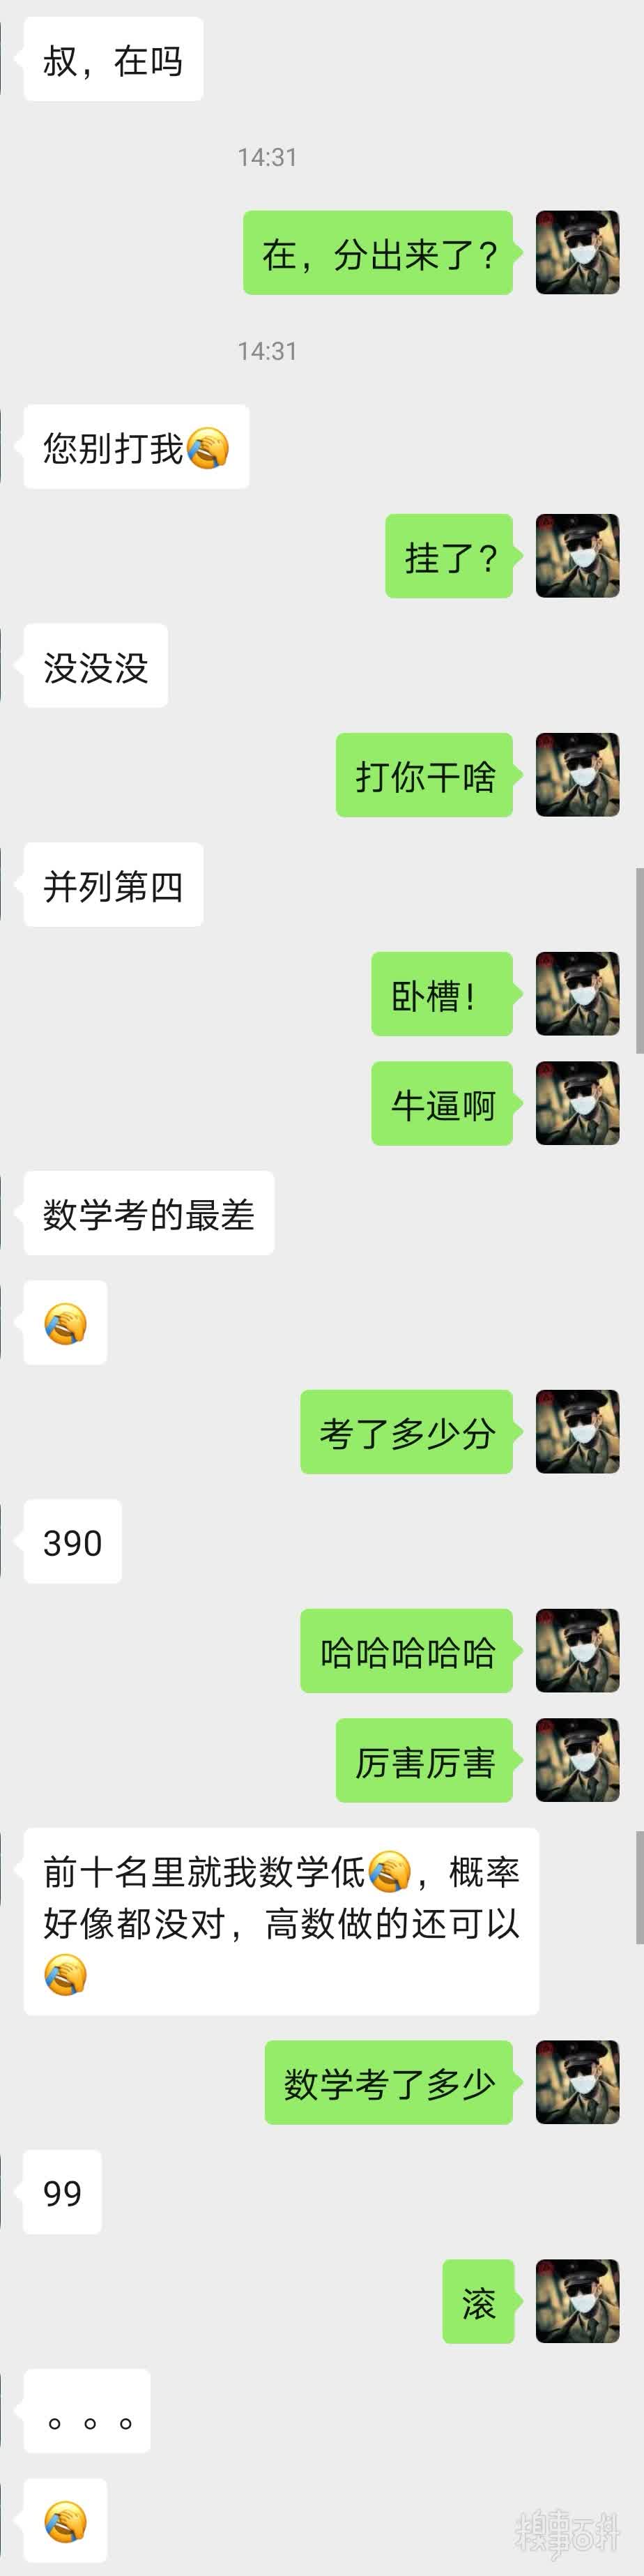 叔，在吗
14:31
在，分出来了?
14:31
您别打我🤣
挂了?
没没没
打你干啥
并列第四
卧槽!
牛逼啊
数学考的最差
考了多少分
390
哈哈哈哈哈
厉害厉害
前十名里就我数学低，概率
好像都没对，高数做的还可以
数学考了多少
99
滚
。。。
糗事百科